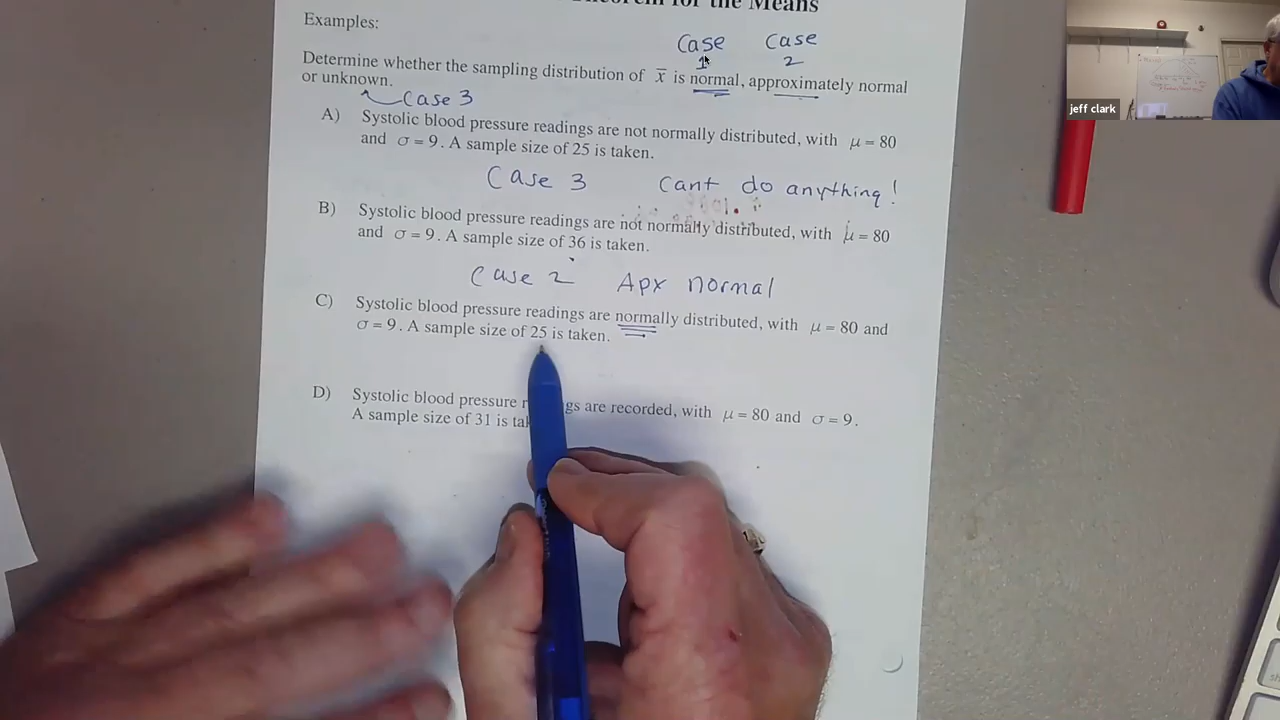 Theorem for the Means
Examples:
Case Case
1 2
Determine whether the sampling distribution of x̄ is normal, approximately normal
or unknown.
Case 3
A) Systolic blood pressure readings are not normally distributed, with μ = 80
and σ = 9. A sample size of 25 is taken.
Case 3 Cant do anything!
B) Systolic blood pressure readings are not normally distributed, with μ = 80
and σ = 9. A sample size of 36 is taken.
Case 2 Apx normal
C) Systolic blood pressure readings are normally distributed, with μ = 80 and
σ = 9. A sample size of 25 is taken.
D) Systolic blood pressure are recorded, with μ = 80 and σ = 9.
A sample size of 31 is
jeff clark